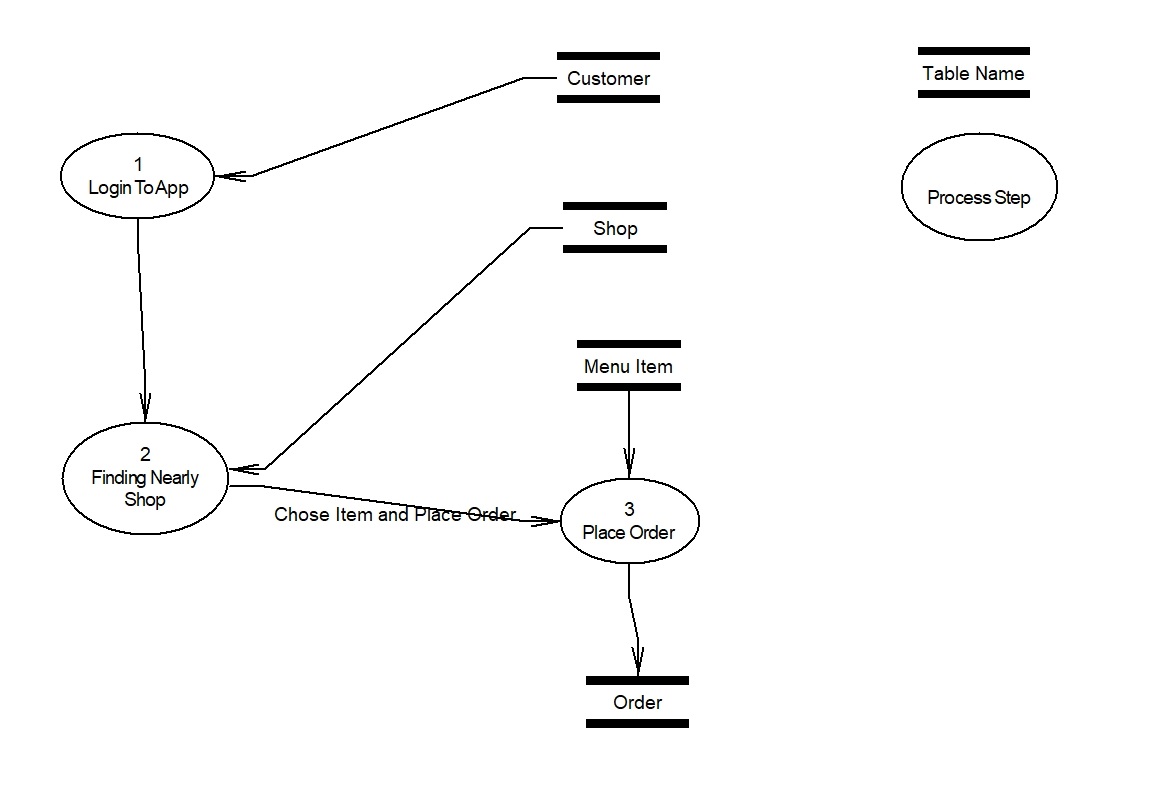 Customer
Table Name
1
Login To App
Process Step
Shop
Menu Item
2
Finding Nearly
Shop
Chose Item and Place Order
3
Place Order
Order